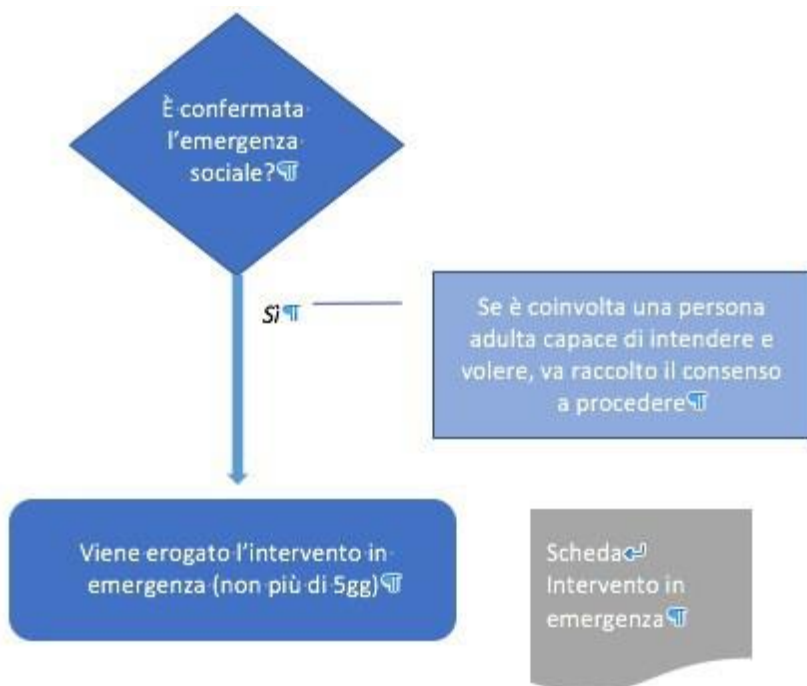 È confermata
l'emergenza
sociale?¶
Sì¶
Se è coinvolta una persona
adulta capace di intendere e
volere, va raccolto il consenso
a procedere¶
Viene erogato l'intervento in
emergenza (non più di 5gg)¶
Scheda↵
Intervento in
emergenza¶